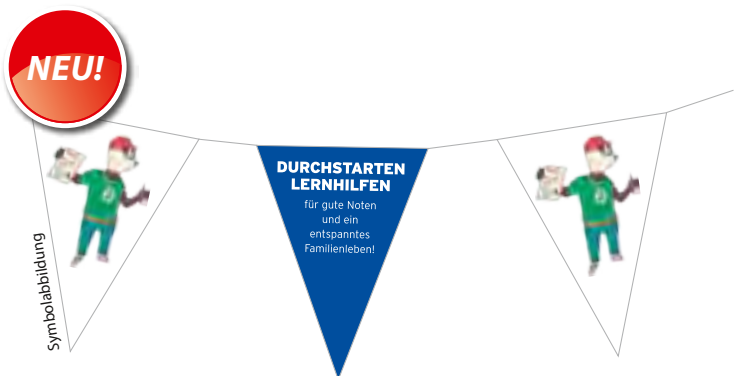 NEU!
DURCHSTARTEN
LERNHILFEN
für gute Noten
und ein
entspanntes
Familienleben!
Symbolabbildung